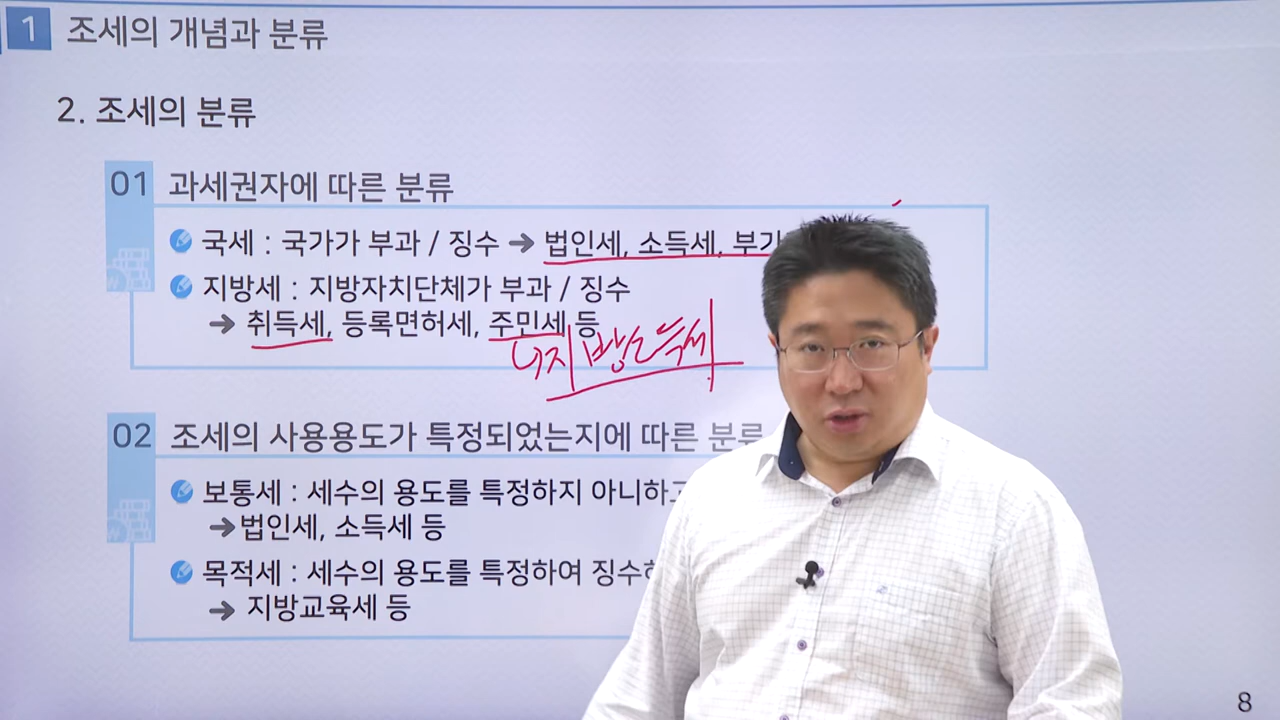 1 조세의 개념과 분류
2. 조세의 분류
01 과세권자에 따른 분류
국세 : 국가가 부과 / 징수 → 법인세, 소득세, 부가
지방세 : 지방자치단체가 부과 / 징수
→ 취득세, 등록면허세, 주민세 등
지방소득세
02 조세의 사용용도가 특정되었는지에 따른 분류
보통세 : 세수의 용도를 특정하지 아니하고
→ 법인세, 소득세 등
목적세 : 세수의 용도를 특정하여 징수하
→ 지방교육세 등
8